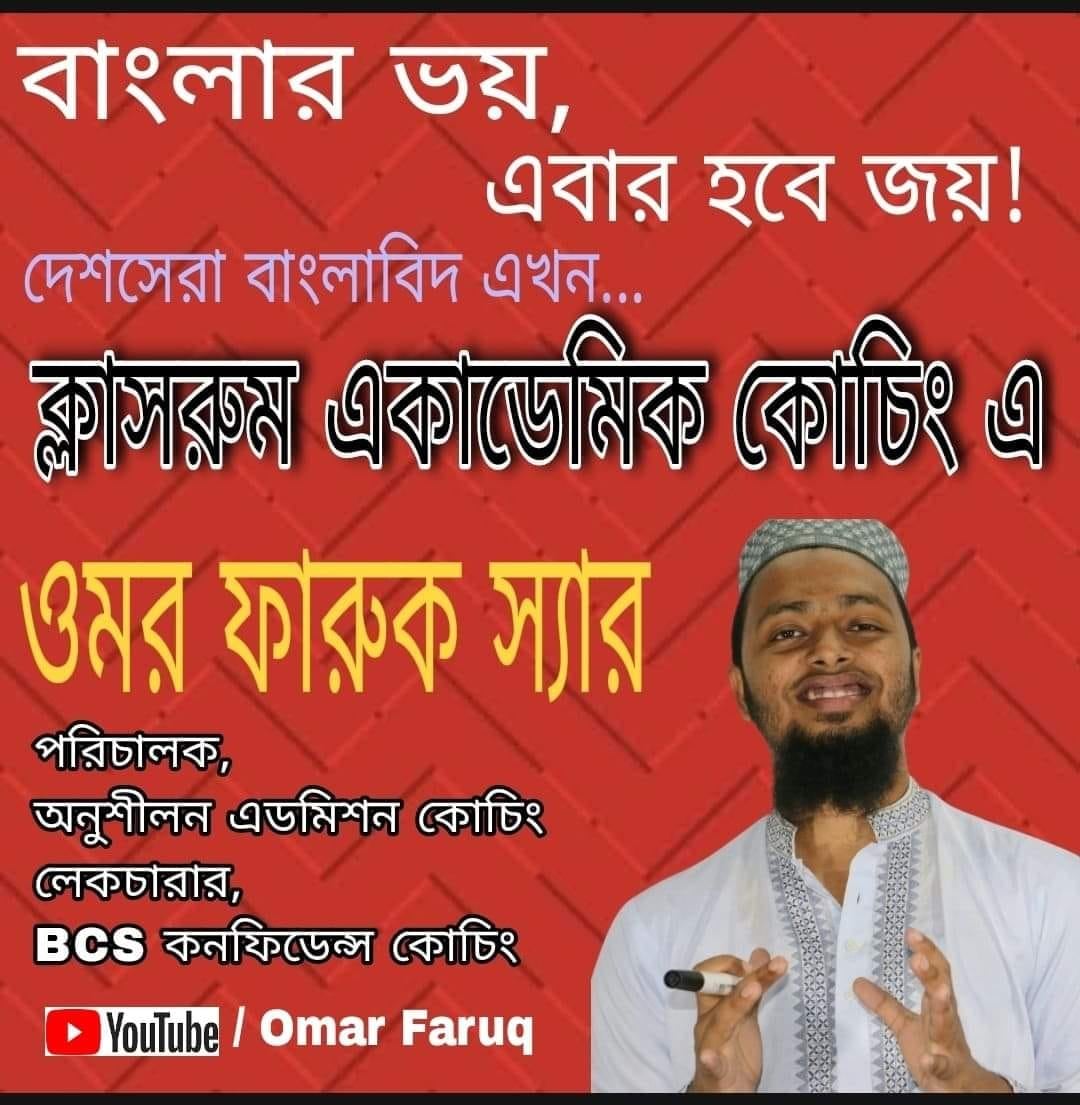 বাংলার ভয়,
এবার হবে জয়!
দেশসেরা বাংলাবিদ এখন...
ক্লাসরুম একাডেমিক কোচিং এ
ওমর ফারুক স্যার
পরিচালক,
অনুশীলন এডমিশন কোচিং
লেকচারার,
BCS কনফিডেন্স কোচিং
YouTube / Omar Faruq